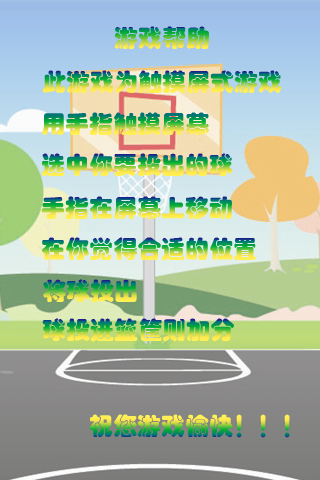 游戏帮助
此游戏为触摸屏式游戏
用手指触摸屏幕
选中你要投出的球
手指在屏幕上移动
在你觉得合适的位置
将球投出
球投进篮筐则加分
祝您游戏愉快！！！